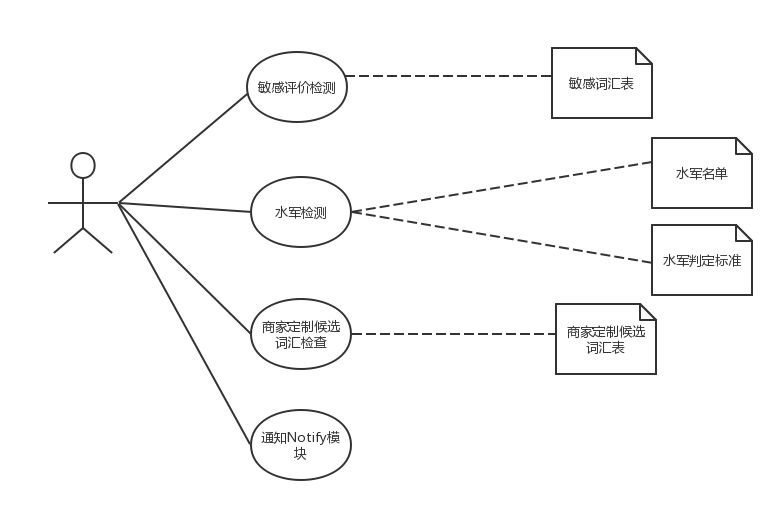 敏感评价检测
敏感词汇表
水军名单
水军检测
水军判定标准
商家定制候选
词汇检查
商家定制候选
词汇表
通知Notify模
块